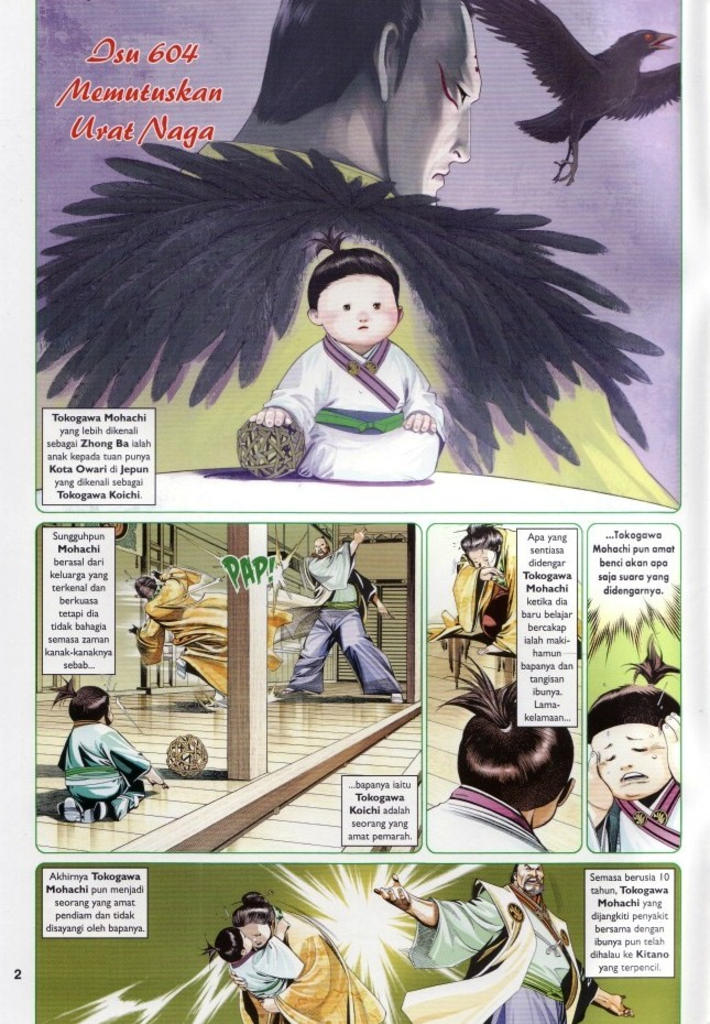 Isu 604
Memutuskan
Urat Naga
Tokogawa Mohachi
yang lebih dikenali
sebagai Zhong Ba ialah
anak kepada tuan punya
Kota Owari di Jepun
yang dikenali sebagai
Tokogawa Koichi.
Sungguhpun
Mohachi
berasal dari
keluarga yang
terkenal dan
berkuasa
tetapi dia
tidak bahagia
semasa zaman
kanak-kanaknya
sebab...
PAP!
...bapanya iaitu
Tokogawa
Koichi adalah
seorang yang
amat pemarah.
Apa yang
sentiasa
didengar
Tokogawa
Mohachi
ketika dia
baru belajar
bercakap
ialah maki-
hamun
bapanya dan
tangisan
ibunya.
Lama-
kelamaan...
...Tokogawa
Mohachi pun amat
benci akan apa
saja suara yang
didengarnya.
Akhirnya Tokogawa
Mohachi pun menjadi
seorang yang amat
pendiam dan tidak
disayangi oleh bapanya.
Semasa berusia 10
tahun, Tokogawa
Mohachi yang
dijangkiti penyakit
bersama dengan
ibunya pun telah
dihalau ke Kitano
yang terpencil.
2